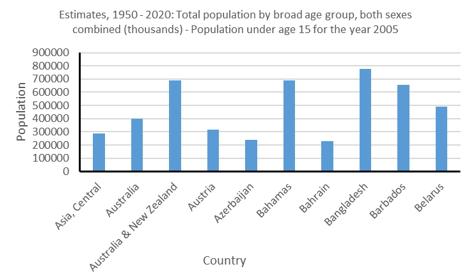 Estimates, 1950 - 2020: Total population by broad age group, both sexes
combined (thousands) - Population under age 15 for the year 2005
900000
800000
700000
600000
500000
400000
300000
200000
100000
0
Population
Asia, Central
Australia
Australia & New Zealand
Austria
Azerbaijan
Bahamas
Bahrain
Bangladesh
Barbados
Belarus
Country